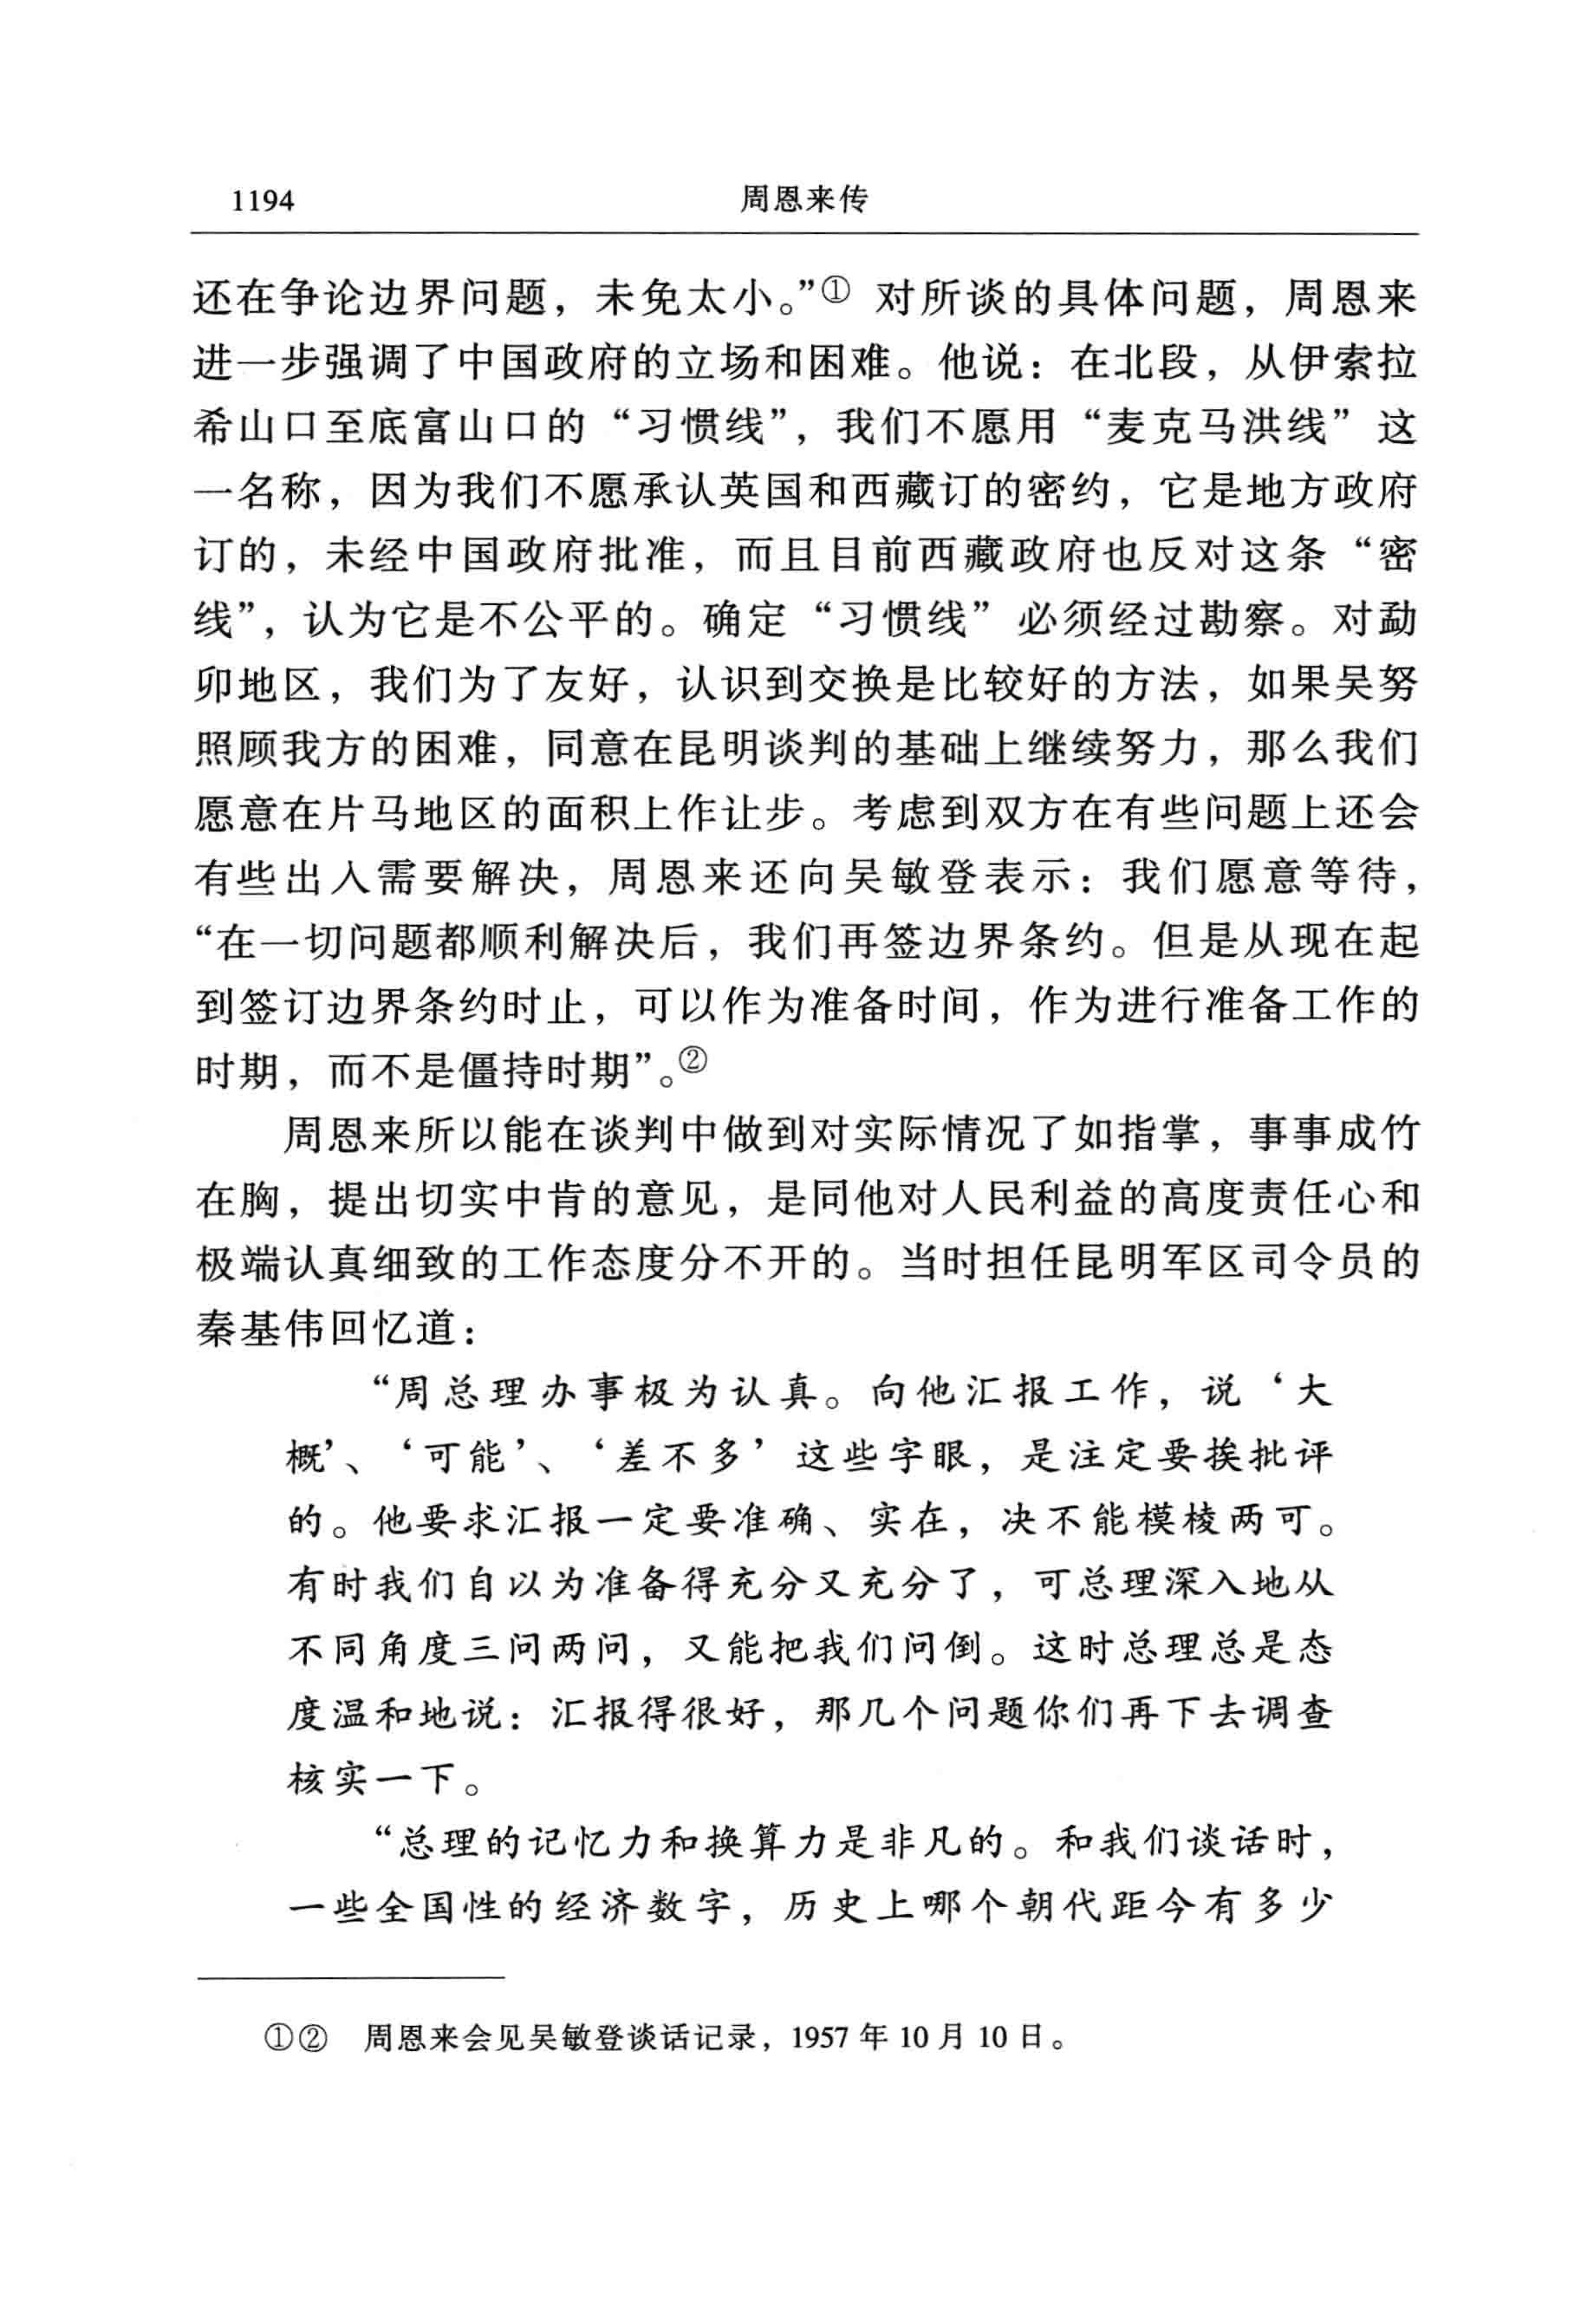 1194
周恩来传
还在争论边界问题，未免太小。”① 对所谈的具体问题，周恩来
进一步强调了中国政府的立场和困难。他说：在北段，从伊索拉
希山口至底富山口的“习惯线”，我们不愿用“麦克马洪线”这
一名称，因为我们不愿承认英国和西藏订的密约，它是地方政府
订的，未经中国政府批准，而且目前西藏政府也反对这条“密
线”，认为它是不公平的。确定“习惯线”必须经过勘察。对勐
卯地区，我们为了友好，认识到交换是比较好的方法，如果吴努
照顾我方的困难，同意在昆明谈判的基础上继续努力，那么我们
愿意在片马地区的面积上作让步。考虑到双方在有些问题上还会
有些出入需要解决，周恩来还向吴敏登表示：我们愿意等待，
“在一切问题都顺利解决后，我们再签边界条约。但是从现在起
到签订边界条约时止，可以作为准备时间，作为进行准备工作的
时期，而不是僵持时期”。②
周恩来所以能在谈判中做到对实际情况了如指掌，事事成竹
在胸，提出切实中肯的意见，是同他对人民利益的高度责任心和
极端认真细致的工作态度分不开的。当时担任昆明军区司令员的
秦基伟回忆道：
“周总理办事极为认真。向他汇报工作，说‘大
概’、‘可能’、‘差不多’这些字眼，是注定要挨批评
的。他要求汇报一定要准确、实在，决不能模棱两可。
有时我们自以为准备得充分又充分了，可总理深入地从
不同角度三问两问，又能把我们问倒。这时总理总是态
度温和地说：汇报得很好，那几个问题你们再下去调查
核实一下。
“总理的记忆力和换算力是非凡的。和我们谈话时，
一些全国性的经济数字，历史上哪个朝代距今有多少
①② 周恩来会见吴敏登谈话记录，1957 年 10 月 10 日。